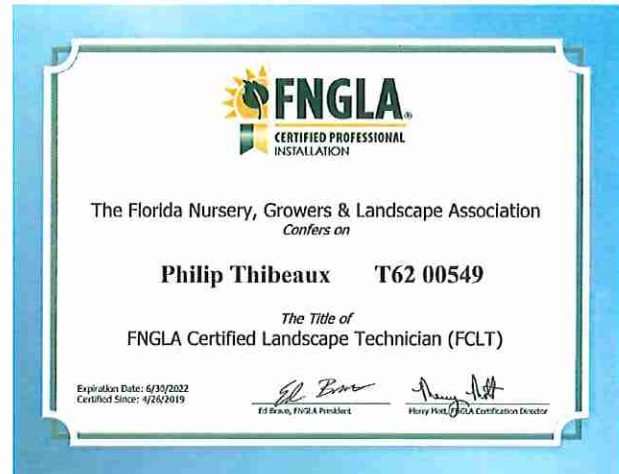 FNGLA®
CERTIFIED PROFESSIONAL
INSTALLATION
The Florida Nursery, Growers & Landscape Association
Confers on
Philip Thibeaux T62 00549
The Title of
FNGLA Certified Landscape Technician (FCLT)
Expiration Date: 6/30/2022
Certified Since: 4/26/2019
Ed Bravo, FNGLA President
Merry Mott, FNGLA Certification Director